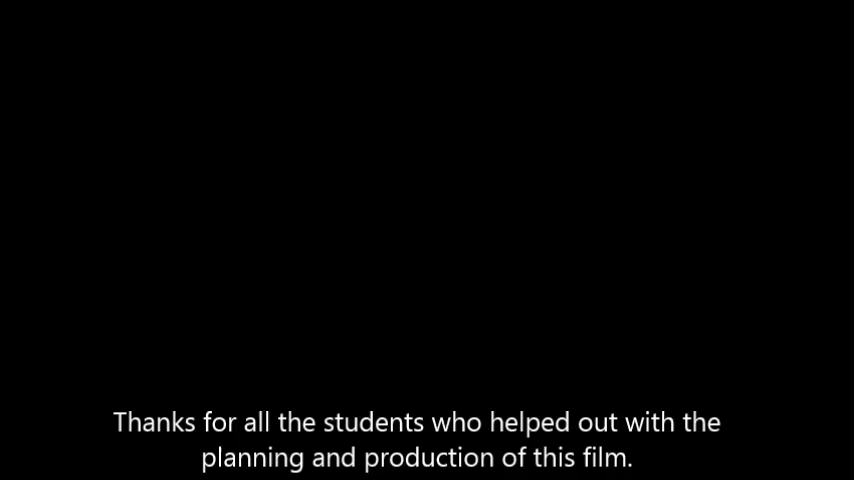 Thanks for all the students who helped out with the
planning and production of this film.